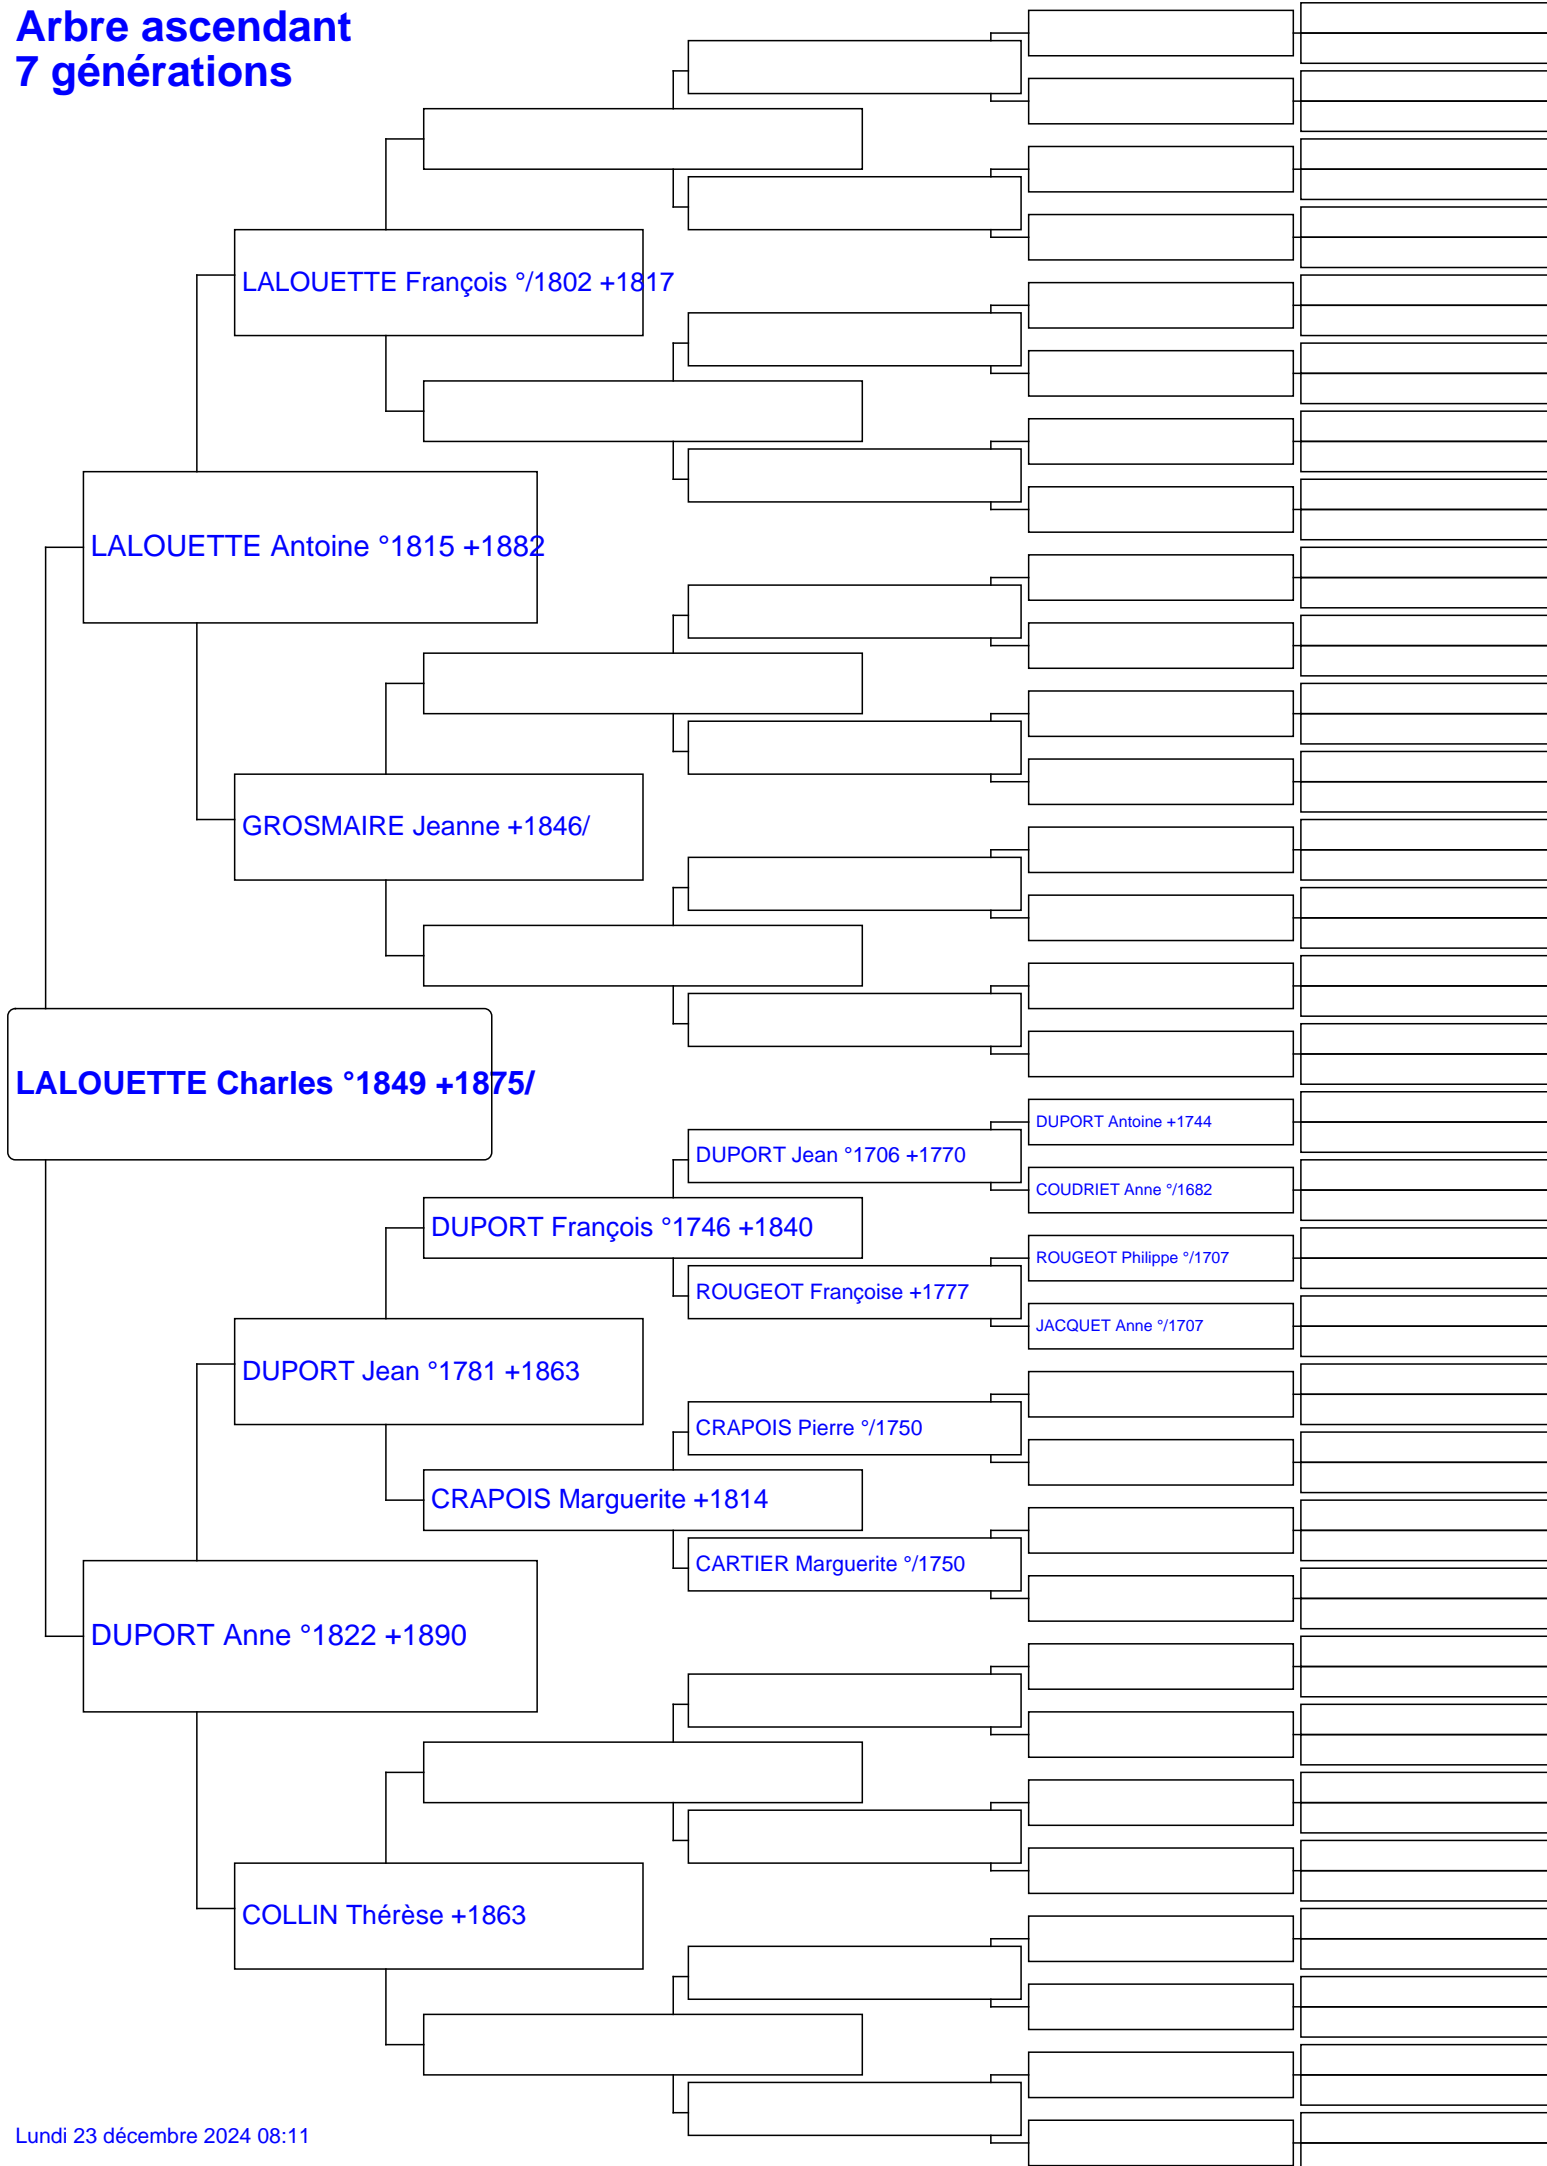 Arbre ascendant
7 générations
LALOUETTE François °/1802 +1817
LALOUETTE Antoine °1815 +1882
GROSMAIRE Jeanne +1846/
LALOUETTE Charles °1849 +1875/
DUPORT Antoine +1744
DUPORT Jean °1706 +1770
COUDRIET Anne °/1682
DUPORT François °1746 +1840
ROUGEOT Philippe °/1707
ROUGEOT Françoise +1777
JACQUET Anne °/1707
DUPORT Jean °1781 +1863
CRAPOIS Pierre °/1750
CRAPOIS Marguerite +1814
CARTIER Marguerite °/1750
DUPORT Anne °1822 +1890
COLLIN Thérèse +1863
Lundi 23 décembre 2024 08:11